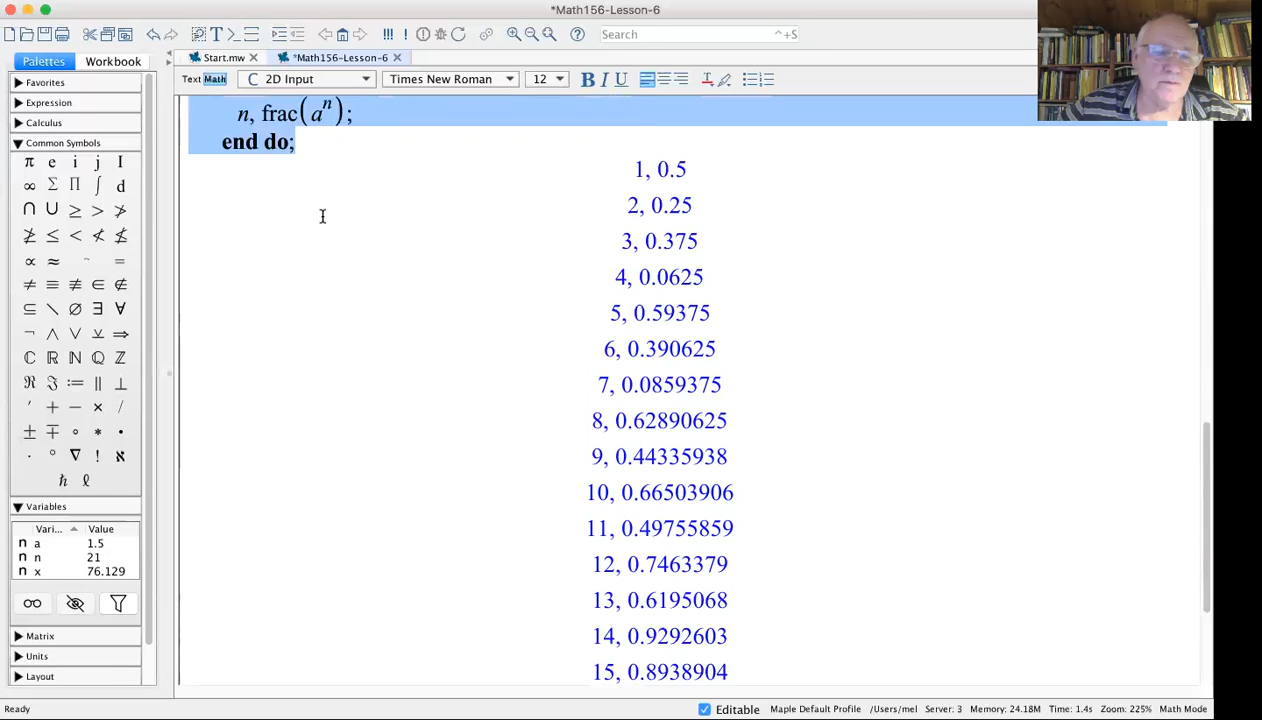 *Math156-Lesson-6
Search
+S
Palettes
Workbook
Start.mw
*Math156-Lesson-6
Text Math
C 2D Input
Times New Roman
12
B I U
Favorites
Expression
Calculus
Common Symbols
π e i j I
∞ Σ Π ∫ d
∩ ∪ ≥ > ≯
≱ ≤ < ≮ ≰
∝ ≈ ~ =
≠ ≡ ≢ ∈ ∉
⊆ \ ∅ ∃ ∀
¬ ∧ ∨ ⊻ ⇒
ℂ ℝ ℕ ℚ ℤ
ℜ ℑ := ∥ ⊥
′ + − × /
± ∓ ∘ * •
· ° ∇ ! ℵ
ℏ ℓ
Variables
Vari... Value
n a 1.5
n n 21
n x 76.129
Matrix
Units
Layout
n, frac(aⁿ);
end do;
1, 0.5
2, 0.25
3, 0.375
4, 0.0625
5, 0.59375
6, 0.390625
7, 0.0859375
8, 0.62890625
9, 0.44335938
10, 0.66503906
11, 0.49755859
12, 0.7463379
13, 0.6195068
14, 0.9292603
15, 0.8938904
Ready
Editable
Maple Default Profile
/Users/mel
Server: 3
Memory: 24.18M
Time: 1.4s
Zoom: 225%
Math Mode